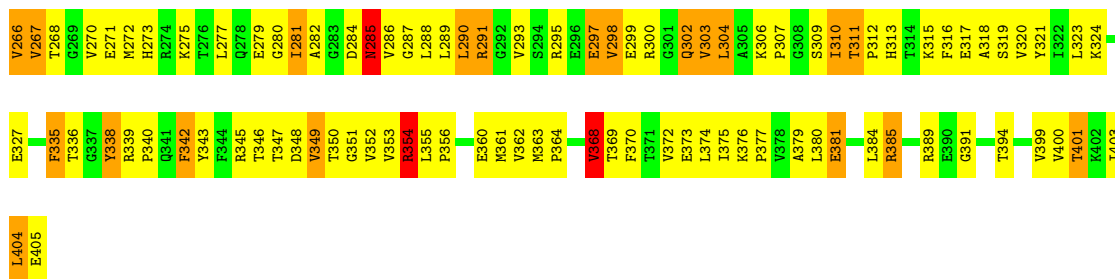 V266 V267 T268 G269 V270 E271 M272 H273 R274 K275 T276 L277 Q278 E279 G280 I281 A282 G283 D284 N285 V286 G287 L288 L289 L290 R291 G292 V293 S294 R295 E296 E297 V298 E299 R300 G301 Q302 V303 L304 A305 K306 P307 G308 S309 I310 T311 P312 H313 T314 K315 F316 E317 A318 S319 V320 Y321 I322 L323 K324
E327 F335 T336 G337 Y338 R339 P340 Q341 F342 Y343 F344 R345 T346 T347 D348 V349 T350 G351 V352 V353 R354 L355 P356 E360 M361 V362 M363 P364 V368 T369 F370 T371 V372 E373 L374 I375 K376 P377 V378 A379 L380 E381 L384 R385 R389 E390 G391 T394 V399 V400 T401 K402 I403
L404 E405